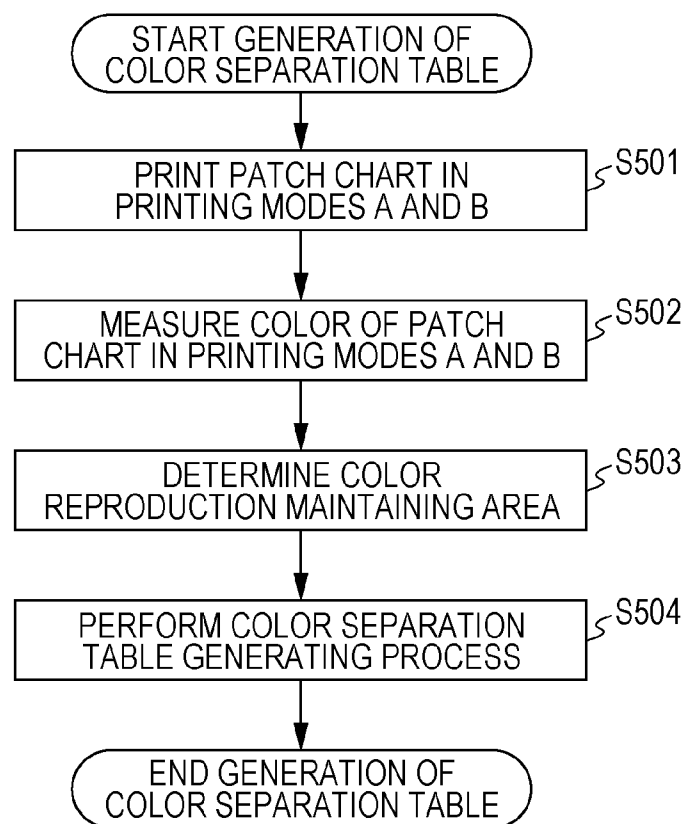 START GENERATION OF
COLOR SEPARATION TABLE
PRINT PATCH CHART IN
PRINTING MODES A AND B
S501
MEASURE COLOR OF PATCH
CHART IN PRINTING MODES A AND B
S502
DETERMINE COLOR
REPRODUCTION MAINTAINING AREA
S503
PERFORM COLOR SEPARATION
TABLE GENERATING PROCESS
S504
END GENERATION OF
COLOR SEPARATION TABLE